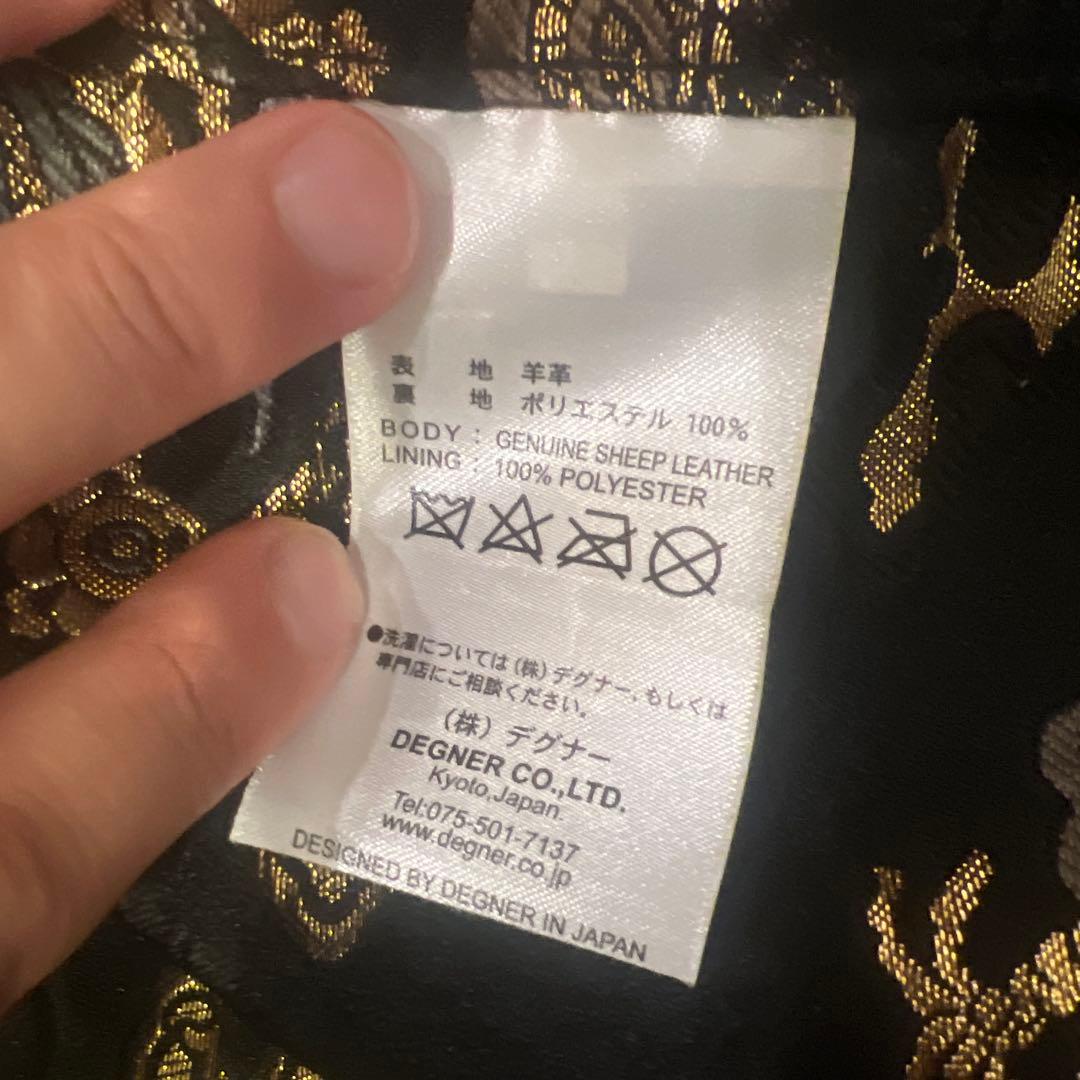 表 地 羊革
裏 地 ポリエステル 100%
BODY : GENUINE SHEEP LEATHER
LINING : 100% POLYESTER
●洗濯については(株)デグナー、もしくは
専門店にご相談ください。
(株) デグナー
DEGNER CO.,LTD.
Kyoto,Japan.
Tel:075-501-7137
www.degner.co.jp
DESIGNED BY DEGNER IN JAPAN